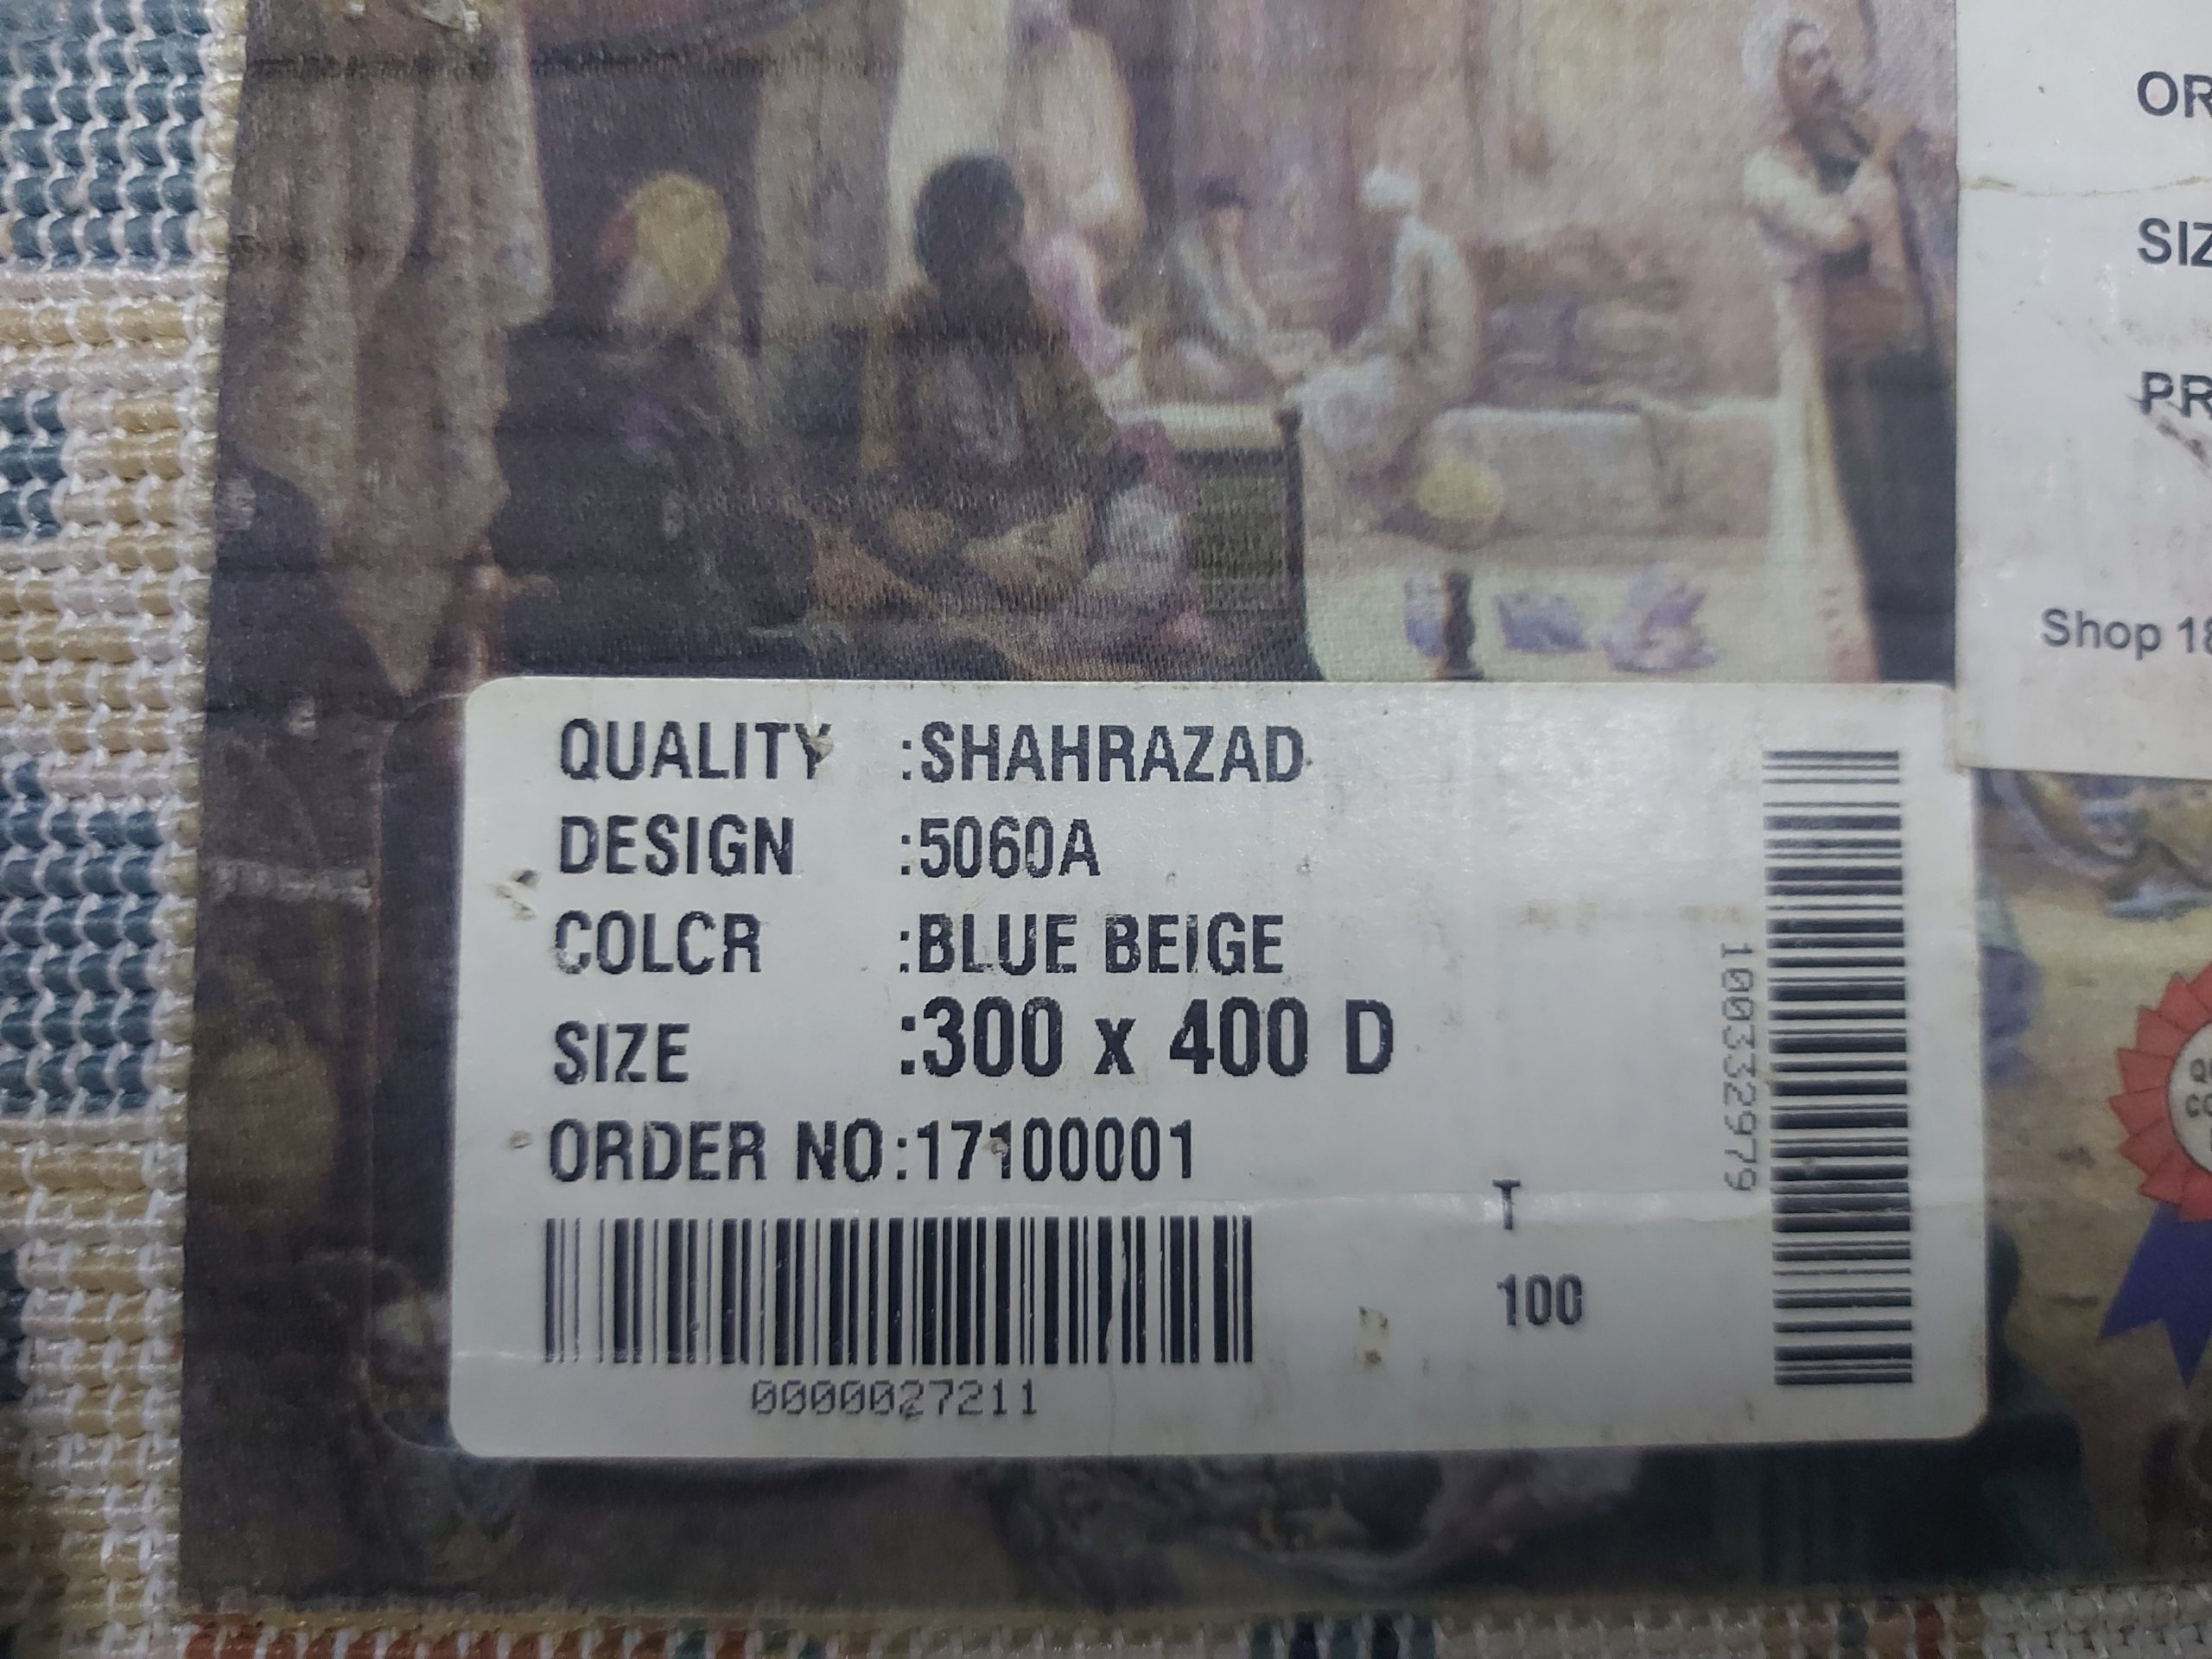 QUALITY :SHAHRAZAD
DESIGN :5060A
COLCR :BLUE BEIGE
SIZE :300 x 400 D
ORDER NO:17100001
0000027211
T
100
100332979
OR
SIZ
PR
Shop 18